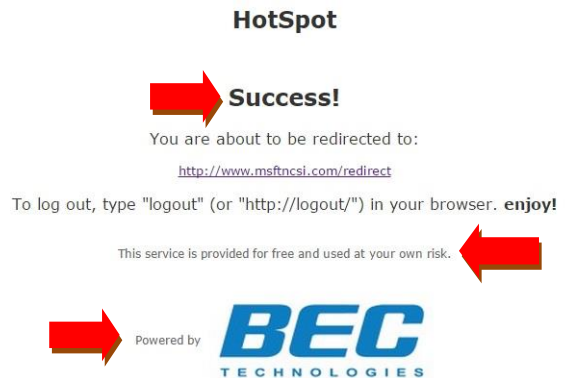 HotSpot
Success!
You are about to be redirected to:
http://www.msftncsi.com/redirect
To log out, type "logout" (or "http://logout/") in your browser. enjoy!
This service is provided for free and used at your own risk.
Powered by
BEC
TECHNOLOGIES